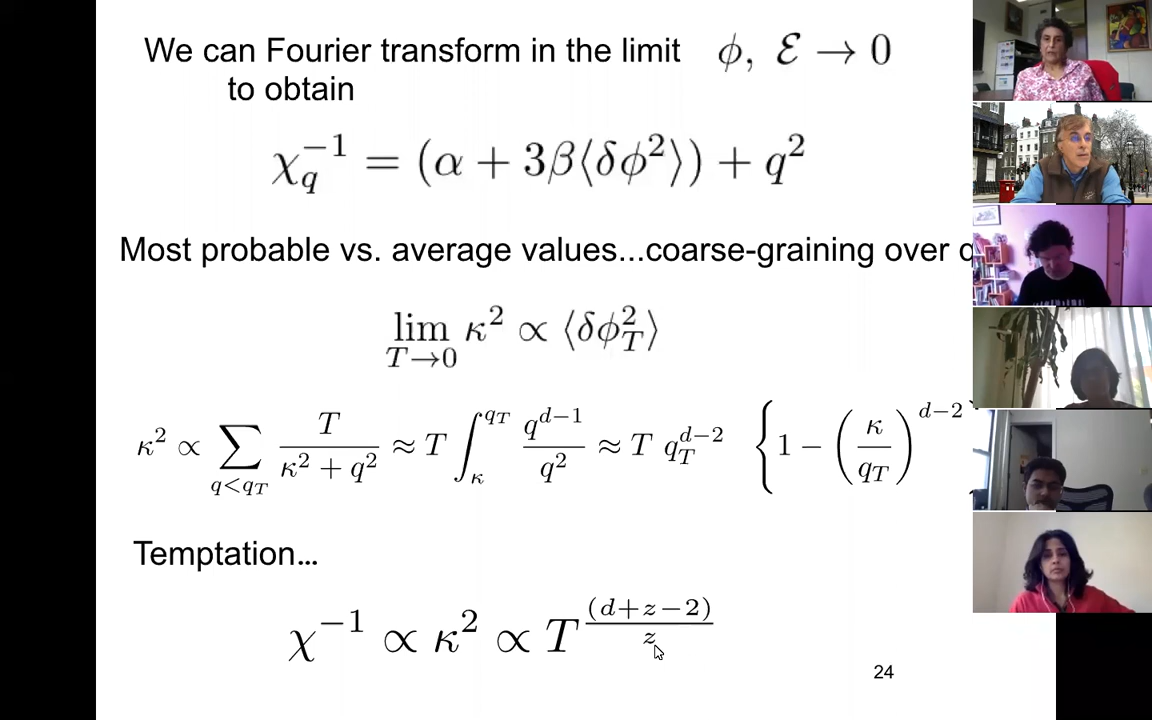 We can Fourier transform in the limit ϕ, ℰ → 0
to obtain
χ_q^{-1} = (α + 3β⟨δϕ²⟩) + q²
Most probable vs. average values...coarse-graining over
lim_{T→0} κ² ∝ ⟨δϕ_T²⟩
κ² ∝ ∑_{q<q_T} T/(κ² + q²) ≈ T ∫_κ^{q_T} q^{d−1}/q² ≈ T q_T^{d−2} {1 − (κ/q_T)^{d−2}
Temptation...
χ^{−1} ∝ κ² ∝ T^{(d+z−2)/z}
24